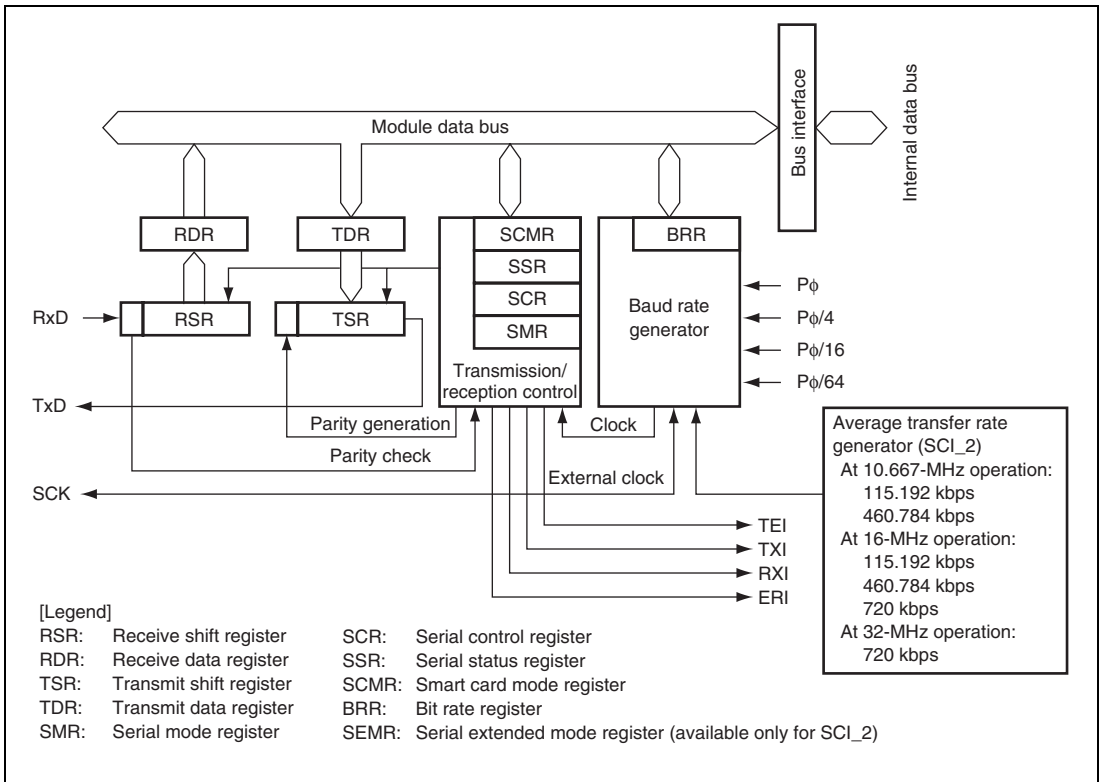 Module data bus
Bus interface
Internal data bus
RDR
TDR
SCMR
BRR
SSR
SCR
SMR
RSR
TSR
Baud rate
generator
Pϕ
Pϕ/4
Pϕ/16
Pϕ/64
RxD
TxD
SCK
Transmission/
reception control
Parity generation
Parity check
Clock
External clock
TEI
TXI
RXI
ERI
Average transfer rate
generator (SCI_2)
At 10.667-MHz operation:
115.192 kbps
460.784 kbps
At 16-MHz operation:
115.192 kbps
460.784 kbps
720 kbps
At 32-MHz operation:
720 kbps
[Legend]
RSR: Receive shift register
RDR: Receive data register
TSR: Transmit shift register
TDR: Transmit data register
SMR: Serial mode register
SCR: Serial control register
SSR: Serial status register
SCMR: Smart card mode register
BRR: Bit rate register
SEMR: Serial extended mode register (available only for SCI_2)